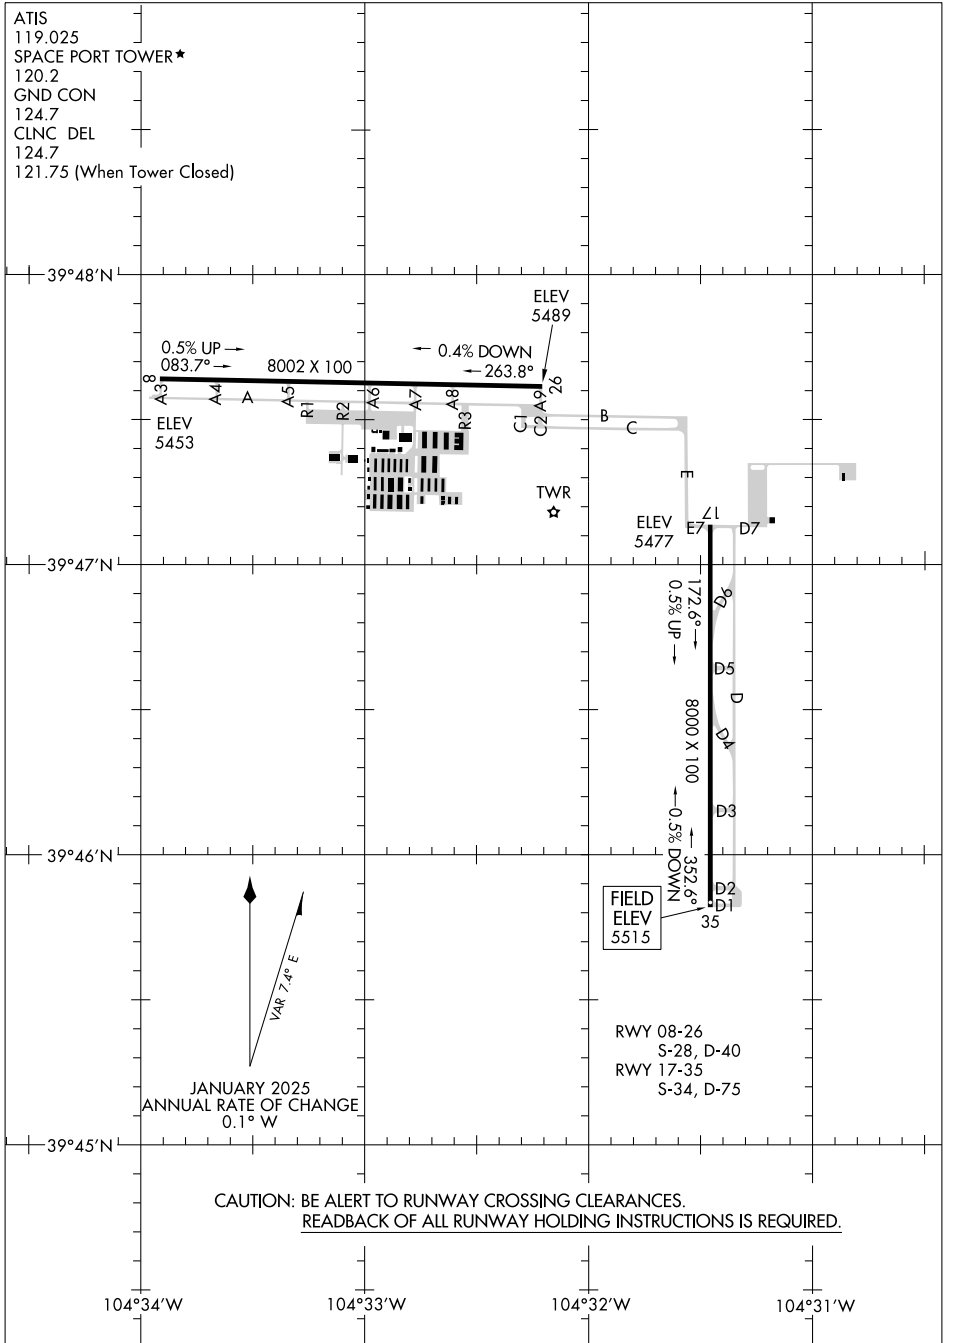 ATIS
119.025
SPACE PORT TOWER★
120.2
GND CON
124.7
CLNC DEL
124.7
121.75 (When Tower Closed)
39°48'N
ELEV
5489
0.5% UP →
083.7° →
8002 X 100
← 0.4% DOWN
← 263.8°
8
26
A3
A4
A
A5
R1
R2
A6
A7
A8
R3
C1
C2
A9
B
C
ELEV
5453
E
TWR
17
ELEV
5477
E7
D7
39°47'N
172.6° →
0.5% UP →
D6
D5
D
8000 X 100
D4
D3
← 0.5% DOWN
← 352.6°
39°46'N
D2
D1
35
FIELD
ELEV
5515
VAR 7.4° E
RWY 08-26
S-28, D-40
RWY 17-35
S-34, D-75
JANUARY 2025
ANNUAL RATE OF CHANGE
0.1° W
39°45'N
CAUTION: BE ALERT TO RUNWAY CROSSING CLEARANCES.
READBACK OF ALL RUNWAY HOLDING INSTRUCTIONS IS REQUIRED.
104°34'W
104°33'W
104°32'W
104°31'W